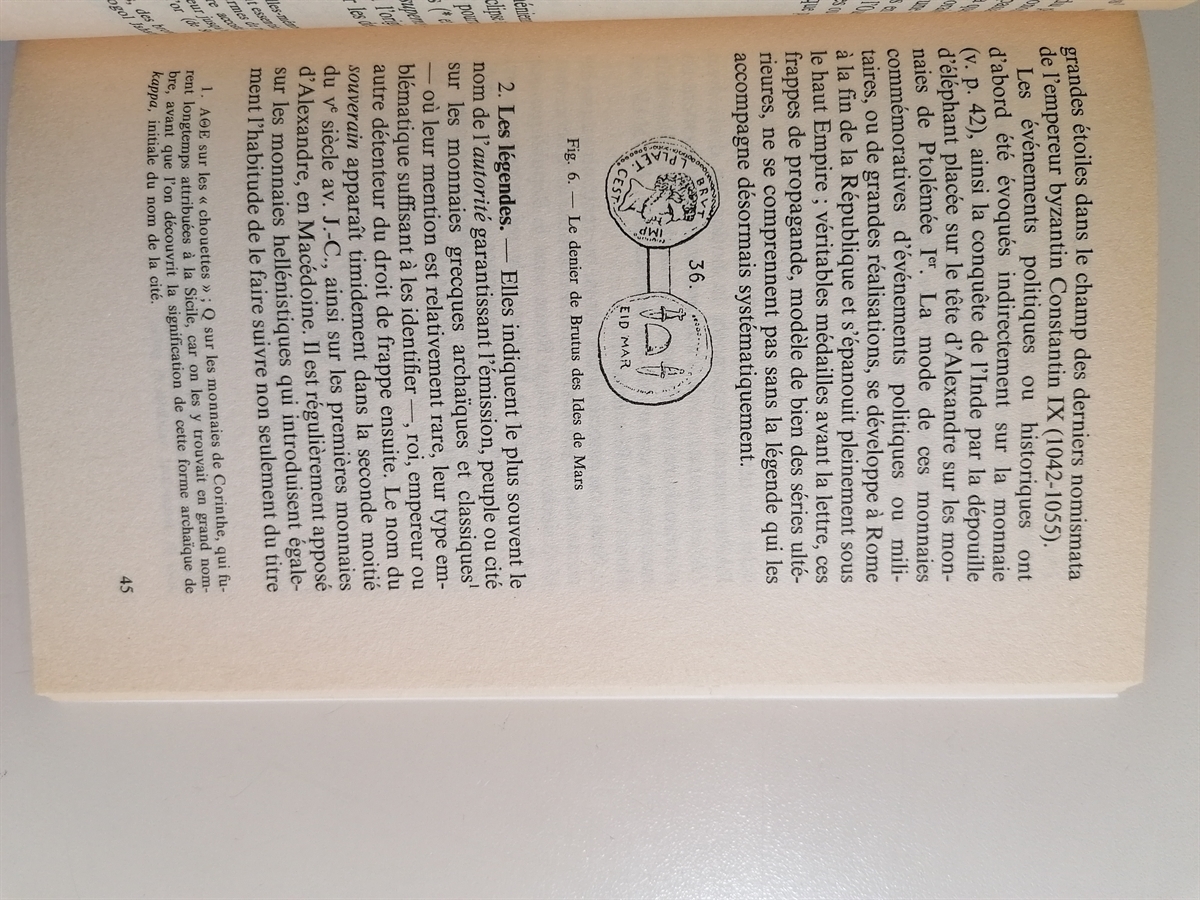 grandes étoiles dans le champ des derniers nomismata
de l'empereur byzantin Constantin IX (1042-1055).
Les événements politiques ou historiques ont
d'abord été évoqués indirectement sur la monnaie
(v. p. 42), ainsi la conquête de l'Inde par la dépouille
d'éléphant placée sur le tête d'Alexandre sur les mon-
naies de Ptolémée Ier. La mode de ces monnaies
commémoratives d'événements politiques ou mili-
taires, ou de grandes réalisations, se développe à Rome
à la fin de la République et s'épanouit pleinement sous
le haut Empire ; véritables médailles avant la lettre, ces
frappes de propagande, modèle de bien des séries ulté-
rieures, ne se comprennent pas sans la légende qui les
accompagne désormais systématiquement.
36.
BRVT
IMP
L. PLAET.
CEST
EID MAR
Fig. 6. — Le denier de Brutus des Ides de Mars
2. Les légendes. — Elles indiquent le plus souvent le
nom de l'autorité garantissant l'émission, peuple ou cité
sur les monnaies grecques archaïques et classiques1
— où leur mention est relativement rare, leur type em-
blématique suffisant à les identifier —, roi, empereur ou
autre détenteur du droit de frappe ensuite. Le nom du
souverain apparaît timidement dans la seconde moitié
du ve siècle av. J.-C., ainsi sur les premières monnaies
d'Alexandre, en Macédoine. Il est régulièrement apposé
sur les monnaies hellénistiques qui introduisent égale-
ment l'habitude de le faire suivre non seulement du titre
1. ΑΘΕ sur les « chouettes » ; Q sur les monnaies de Corinthe, qui fu-
rent longtemps attribuées à la Sicile, car on les y trouvait en grand nom-
bre, avant que l'on découvrit la signification de cette forme archaïque de
kappa, initiale du nom de la cité.
45